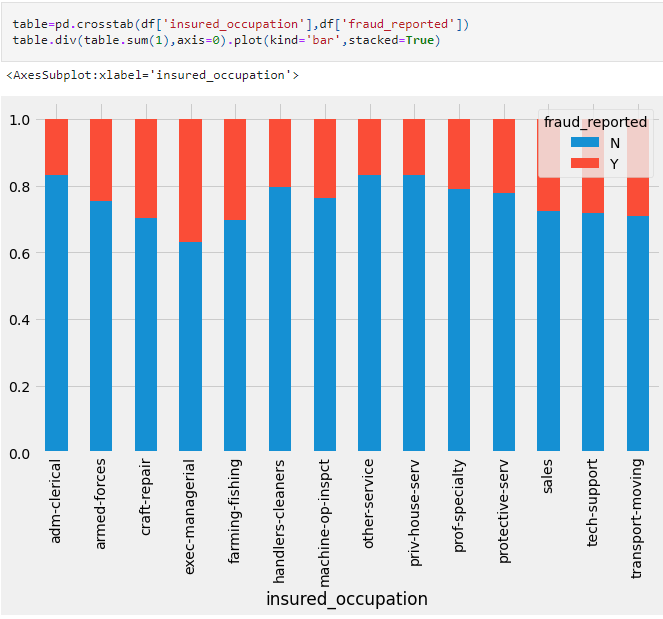 table=pd.crosstab(df['insured_occupation'],df['fraud_reported'])
table.div(table.sum(1),axis=0).plot(kind='bar',stacked=True)
<AxesSubplot:xlabel='insured_occupation'>
fraud_reported
N
Y
1.0
0.8
0.6
0.4
0.2
0.0
adm-clerical
armed-forces
craft-repair
exec-managerial
farming-fishing
handlers-cleaners
machine-op-inspct
other-service
priv-house-serv
prof-specialty
protective-serv
sales
tech-support
transport-moving
insured_occupation